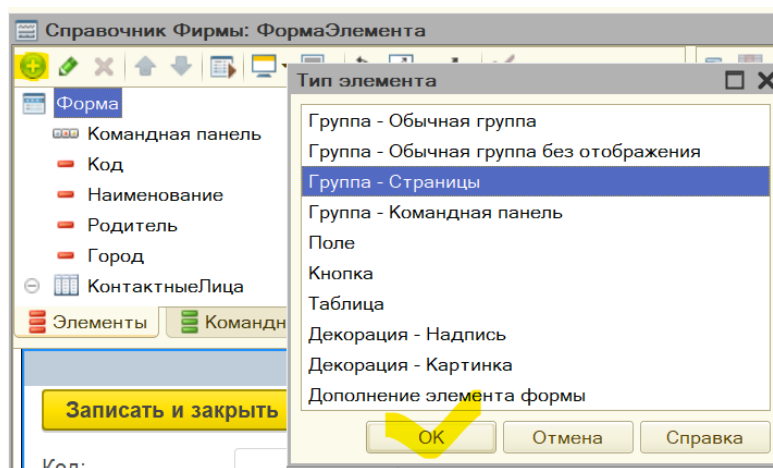 Справочник Фирмы: ФормаЭлемента
Тип элемента
Форма
Командная панель
Код
Наименование
Родитель
Город
КонтактныеЛица
Элементы
Командн
Записать и закрыть
Код:
Группа - Обычная группа
Группа - Обычная группа без отображения
Группа - Страницы
Группа - Командная панель
Поле
Кнопка
Таблица
Декорация - Надпись
Декорация - Картинка
Дополнение элемента формы
OK
Отмена
Справка